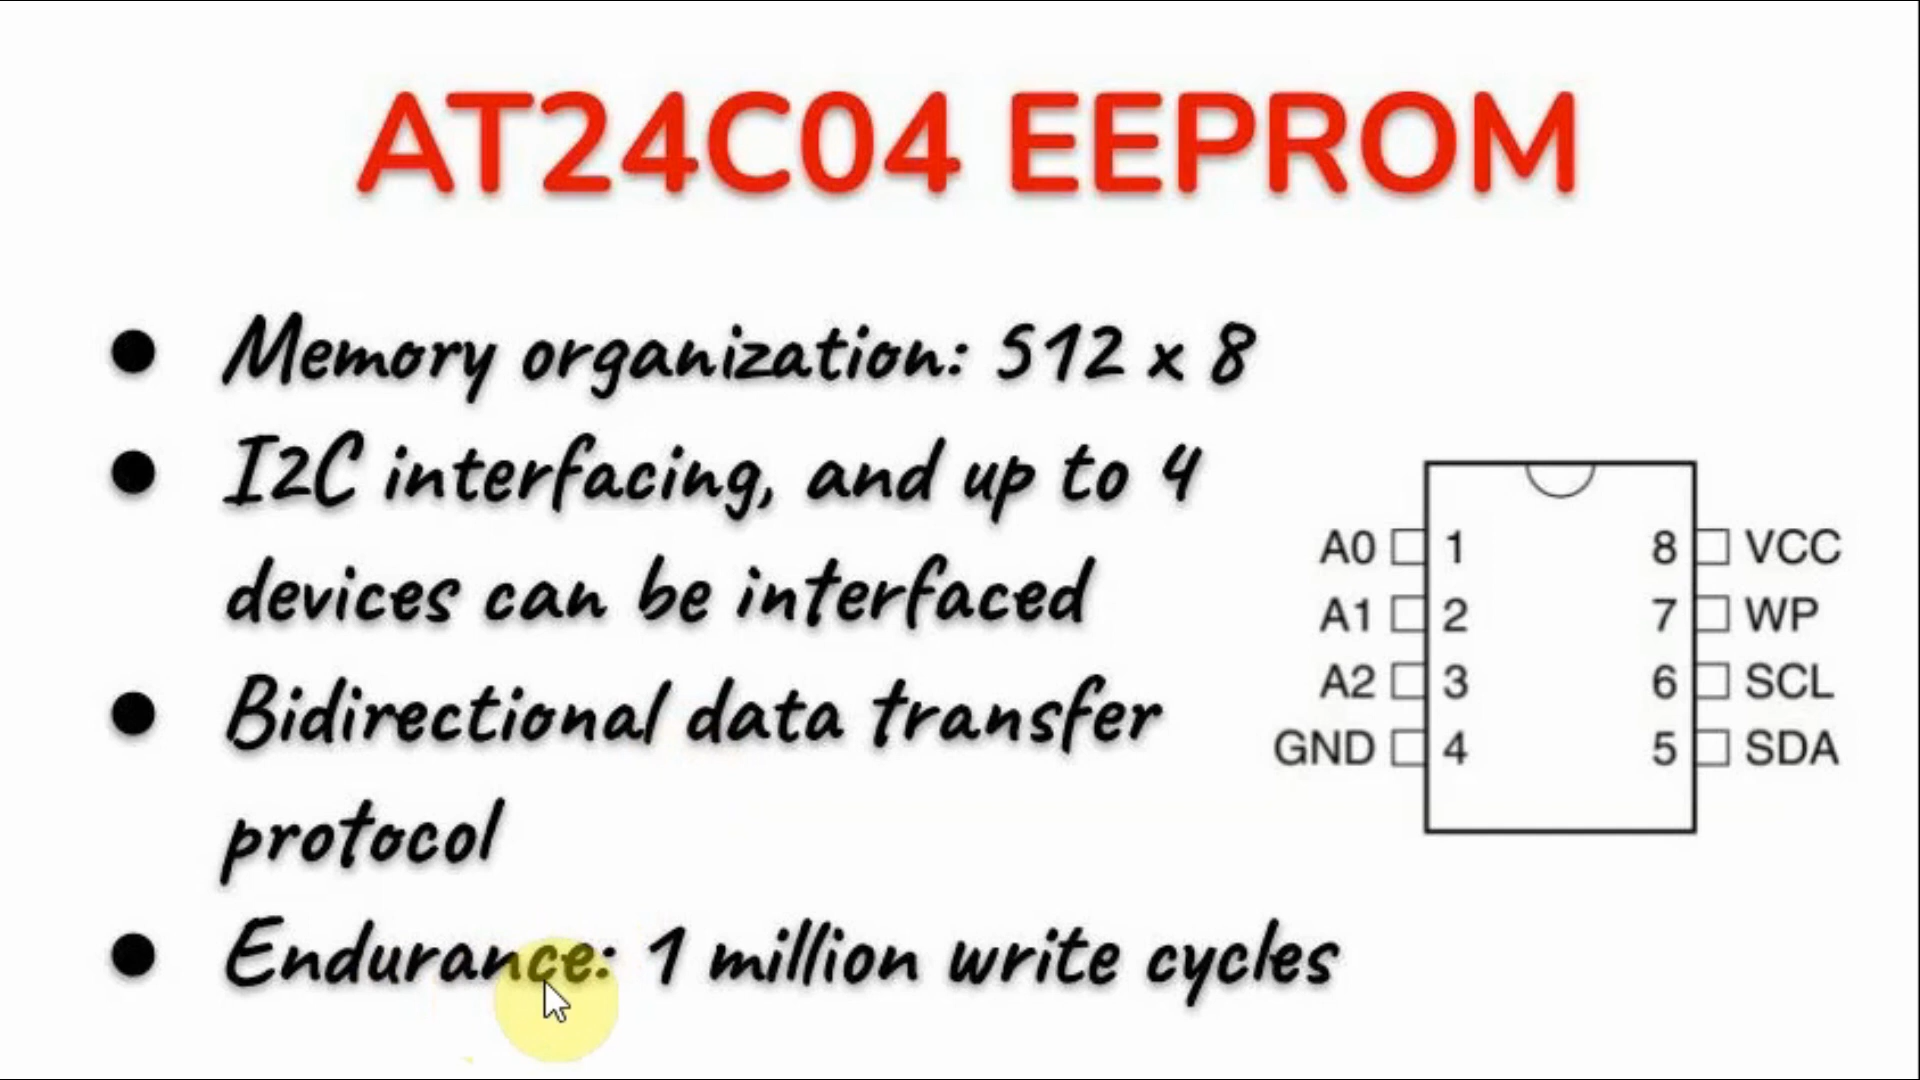 AT24C04 EEPROM
● Memory organization: 512 x 8
● I2C interfacing, and up to 4
devices can be interfaced
● Bidirectional data transfer
protocol
● Endurance: 1 million write cycles
A0 1 8 VCC
A1 2 7 WP
A2 3 6 SCL
GND 4 5 SDA